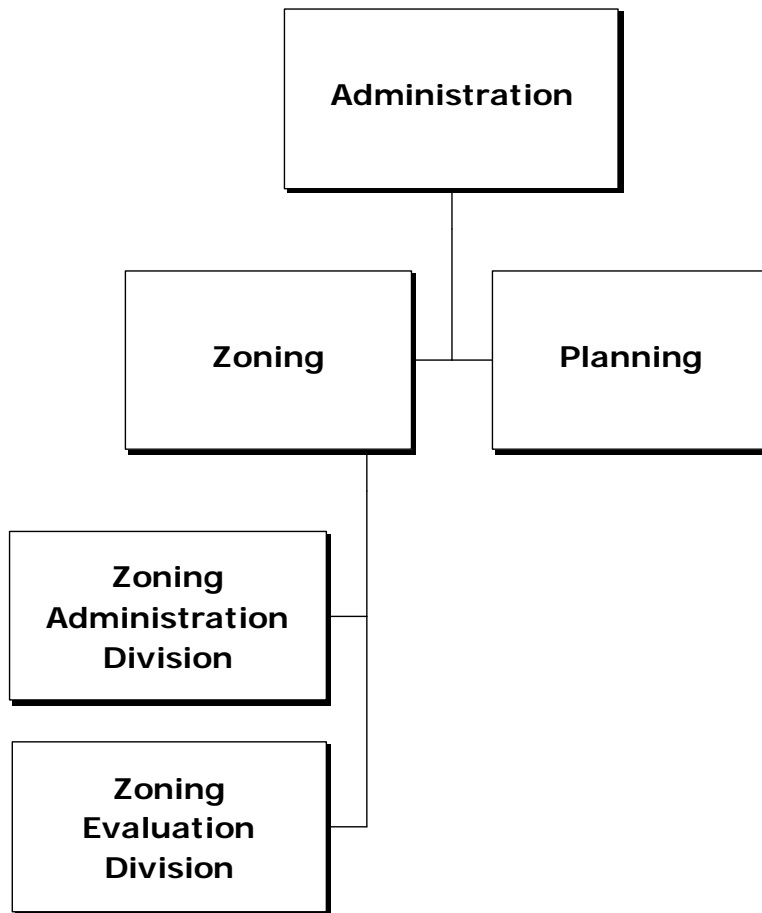 Administration
Zoning
Planning
Zoning
Administration
Division
Zoning
Evaluation
Division